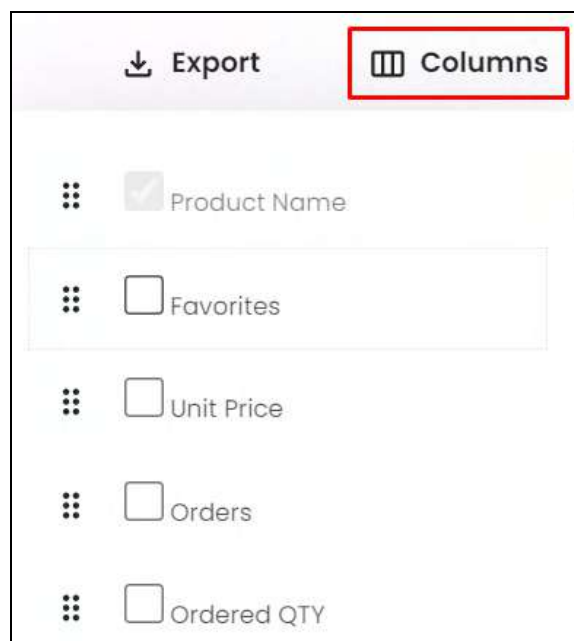 Export Columns
Product Name
Favorites
Unit Price
Orders
Ordered QTY